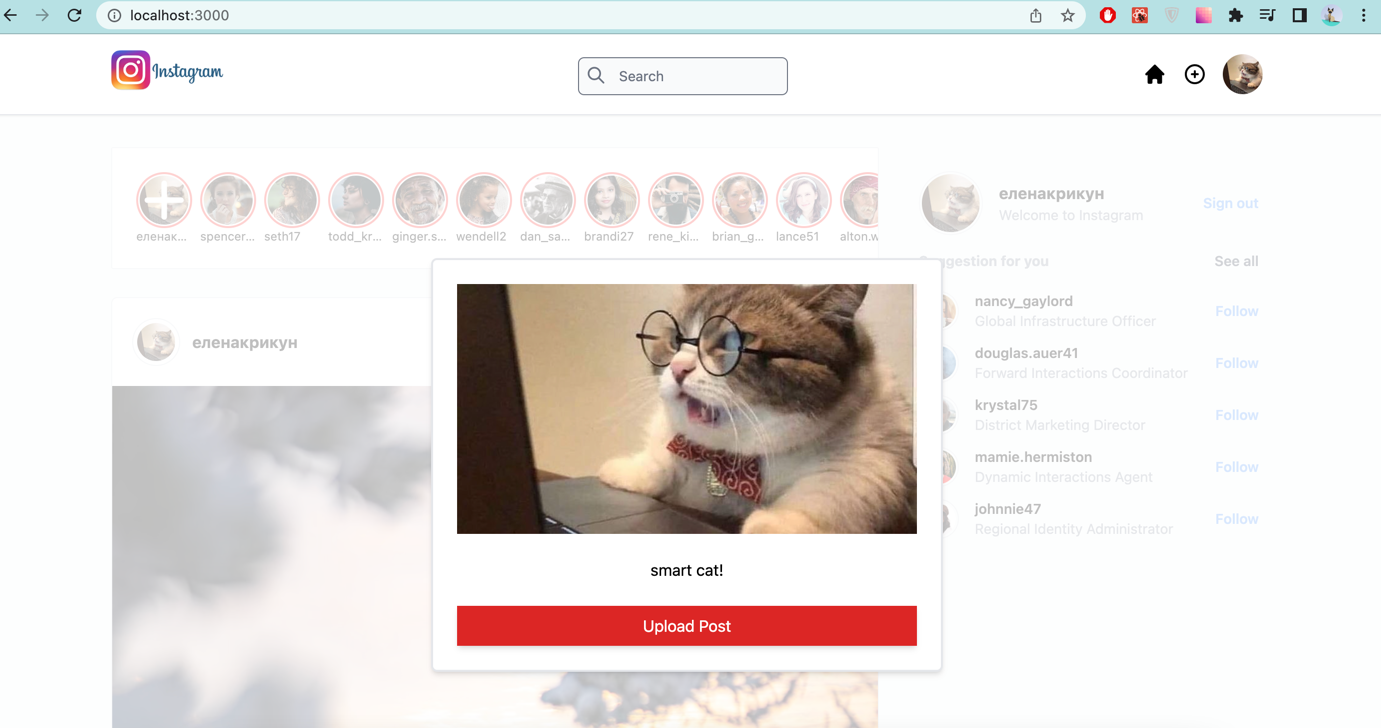 localhost:3000
Instagram
Search
еленак...
spencer...
seth17
todd_kr...
ginger.s...
wendell2
dan_sa...
brandi27
rene_ki...
brian_g...
lance51
alton.w
еленакрикун
Welcome to Instagram
Sign out
gestion for you
See all
nancy_gaylord
Global Infrastructure Officer
Follow
douglas.auer41
Forward Interactions Coordinator
Follow
krystal75
District Marketing Director
Follow
mamie.hermiston
Dynamic Interactions Agent
Follow
johnnie47
Regional Identity Administrator
Follow
еленакрикун
smart cat!
Upload Post